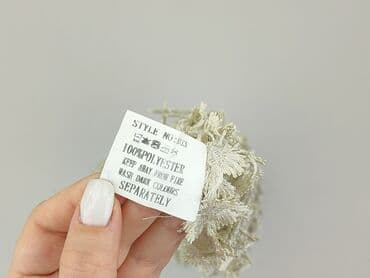 STYLE NO:
100%POLYESTER
KEEP AWAY FROM FIRE
WASH DARK COLOURS
SEPARATELY